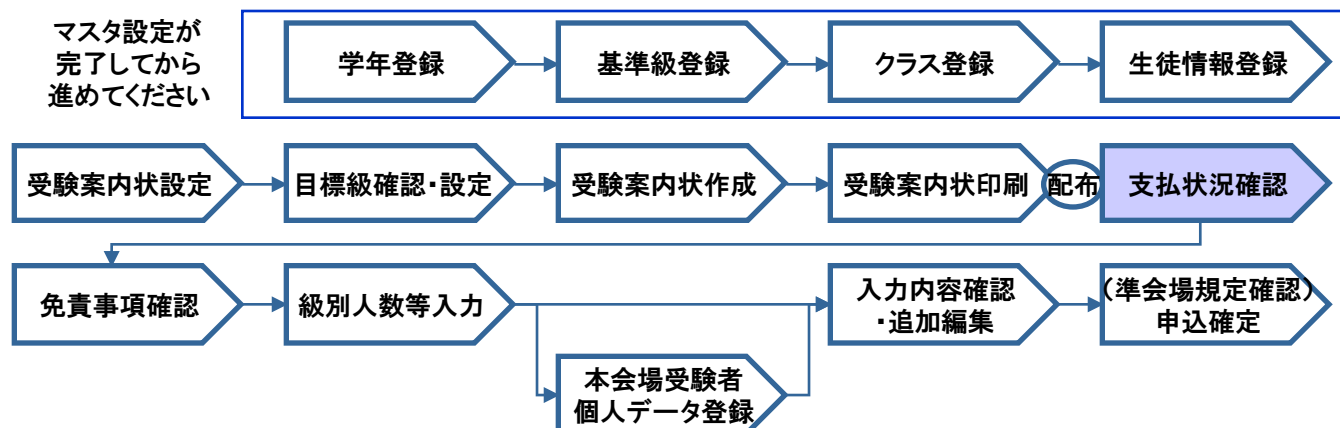 マスタ設定が
完了してから
進めてください
学年登録
基準級登録
クラス登録
生徒情報登録
受験案内状設定
目標級確認・設定
受験案内状作成
受験案内状印刷
配布
支払状況確認
免責事項確認
級別人数等入力
入力内容確認
・追加編集
(準会場規定確認)
申込確定
本会場受験者
個人データ登録